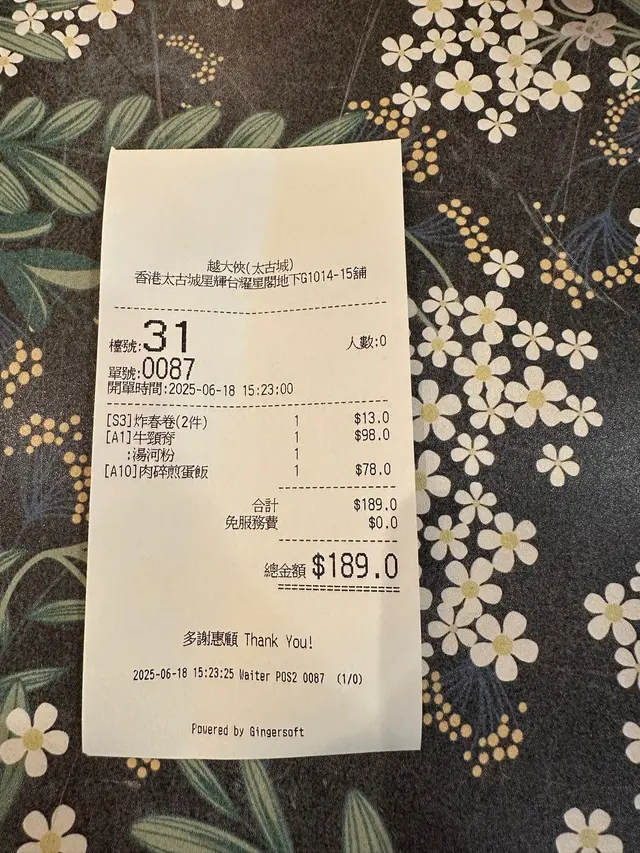 越大俠(太古城)
香港太古城星輝台耀星閣地下G1014-15舖
檯號:31 人數:0
單號:0087
開單時間:2025-06-18 15:23:00
[S3]炸春卷(2件) 1 $13.0
[A1]牛頸脊 1 $98.0
:湯河粉 1
[A10]肉碎煎蛋飯 1 $78.0
合計 $189.0
免服務費 $0.0
總金額 $189.0
多謝惠顧 Thank You!
2025-06-18 15:23:25 Waiter POS2 0087 (1/0)
Powered by Gingersoft